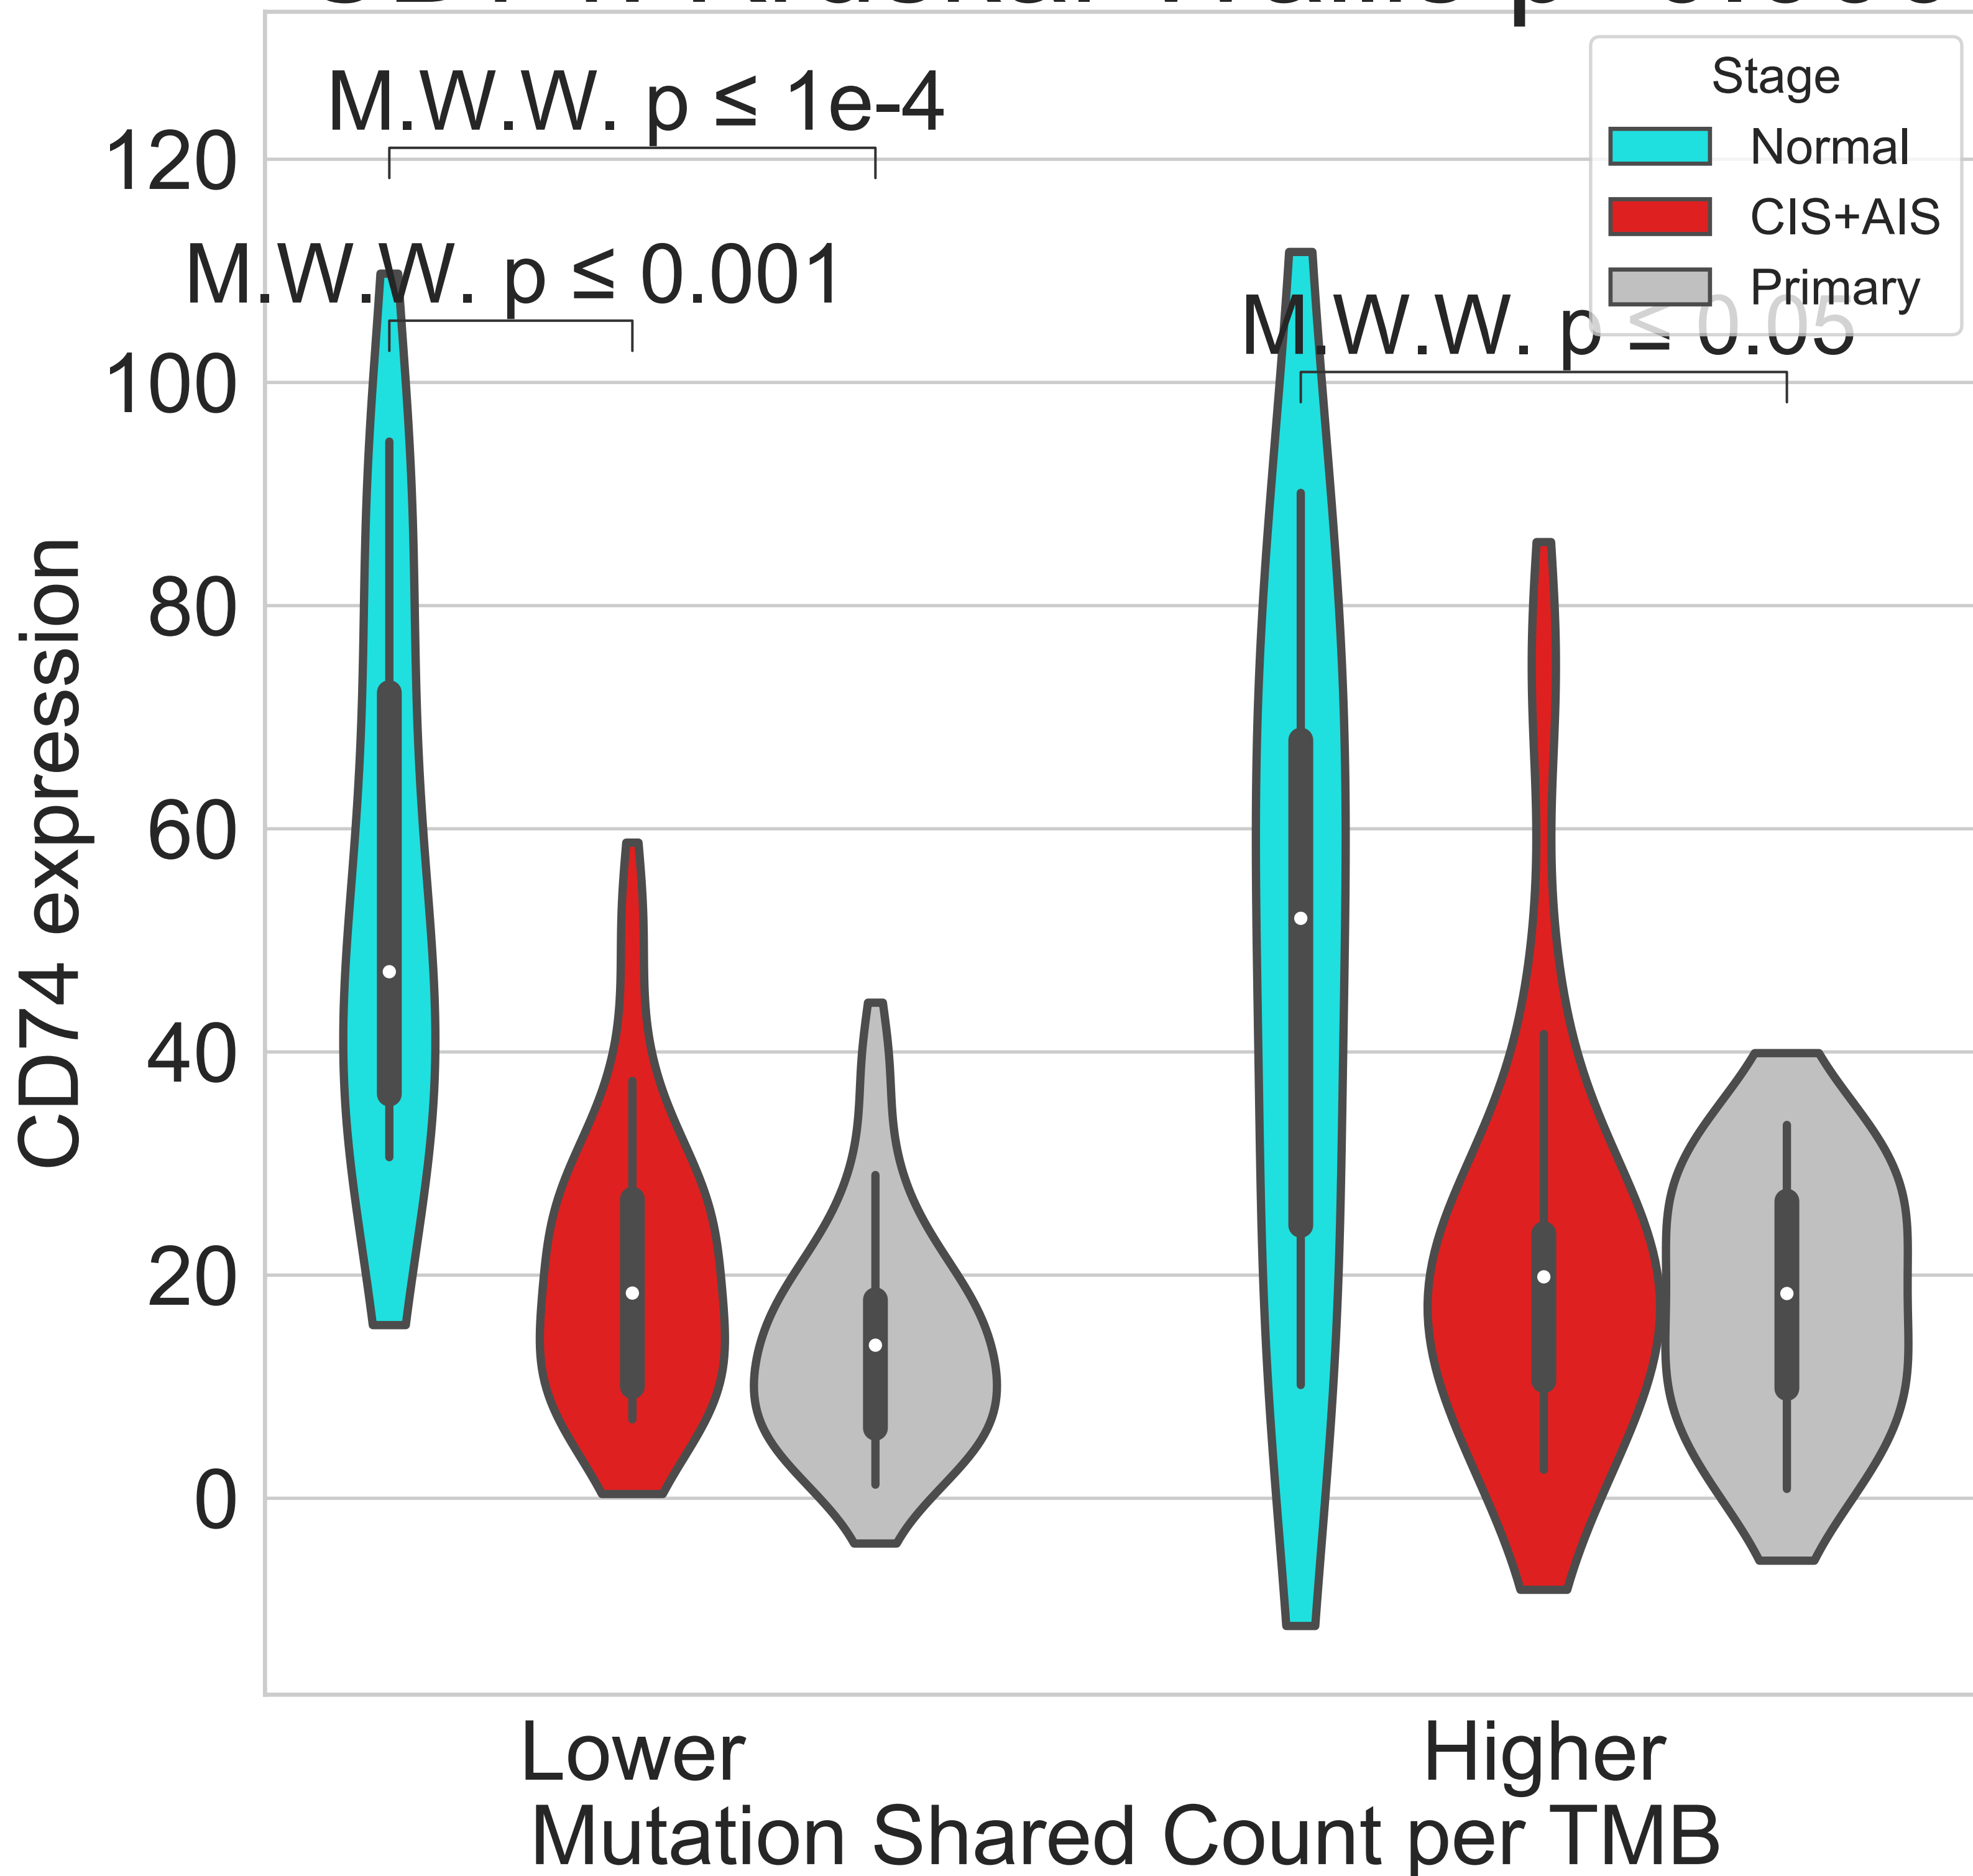 M.W.W. p ≤ 1e-4
M.W.W. p ≤ 0.001
M.W.W. p ≤ 0.05
Stage
Normal
CIS+AIS
Primary
120
100
80
60
40
20
0
CD74 expression
Lower
Higher
Mutation Shared Count per TMB